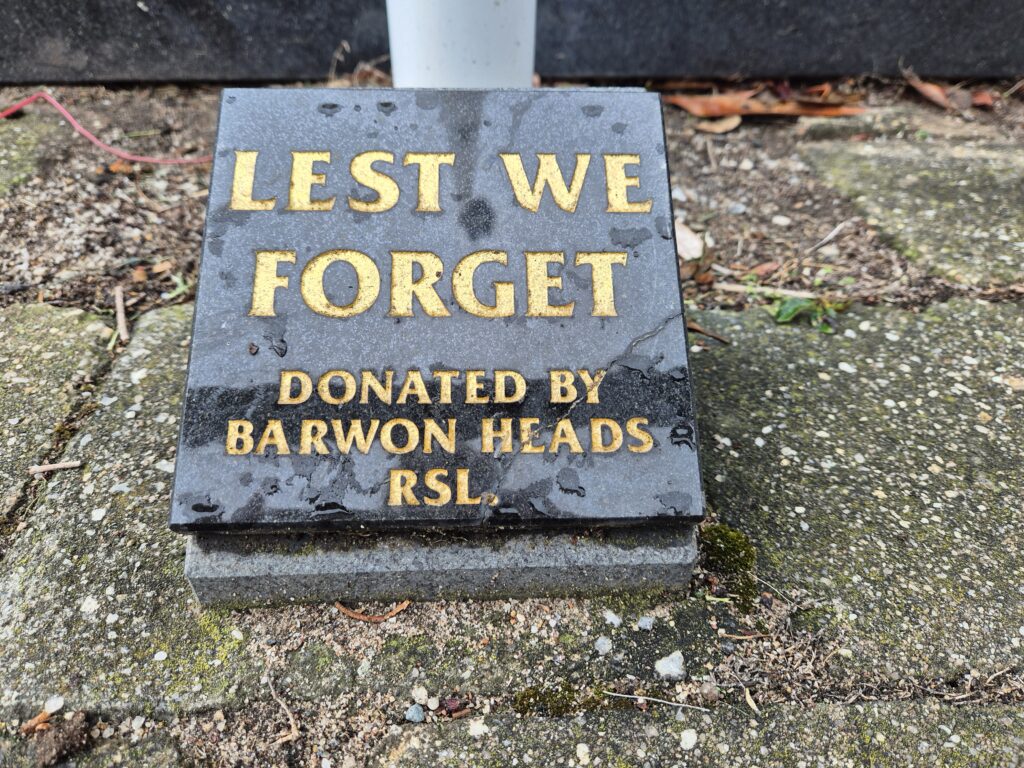 LEST WE
FORGET
DONATED BY
BARWON HEADS
RSL.